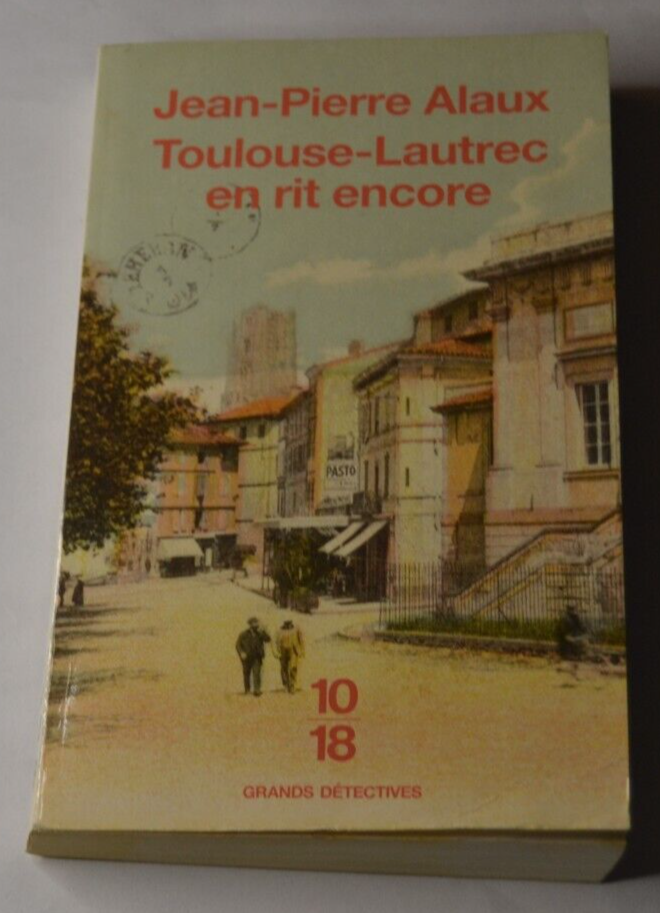 Jean-Pierre Alaux
Toulouse-Lautrec
en rit encore
PASTO
10
18
GRANDS DÉTECTIVES